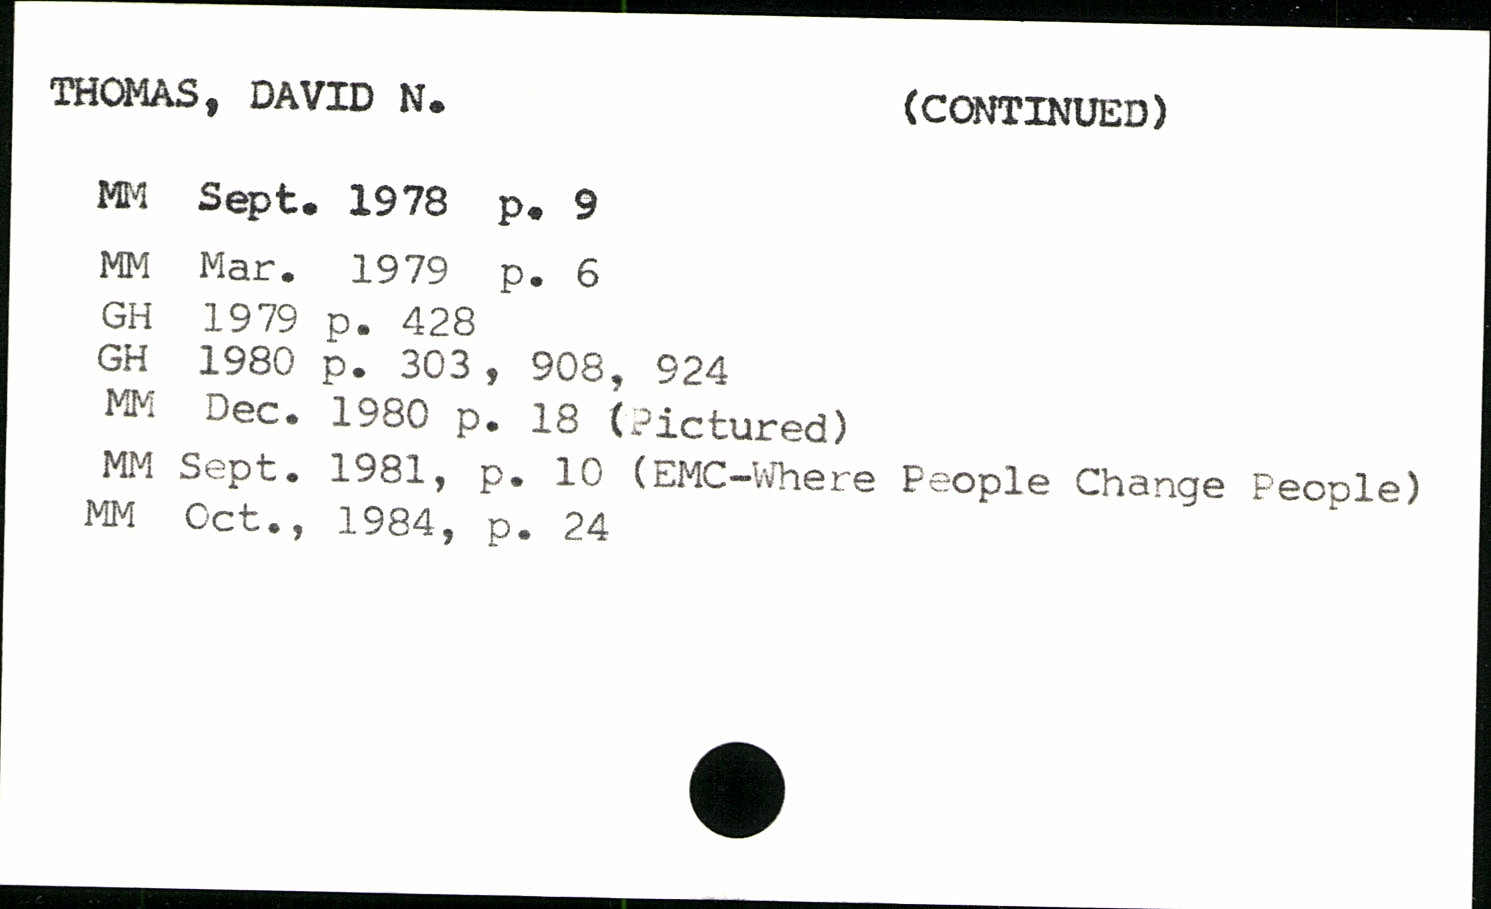 THOMAS, DAVID N. (CONTINUED)
MM Sept. 1978 p. 9
MM Mar. 1979 p. 6
GH 1979 p. 428
GH 1980 p. 303, 908, 924
MM Dec. 1980 p. 18 (Pictured)
MM Sept. 1981, p. 10 (EMC-Where People Change People)
MM Oct., 1984, p. 24